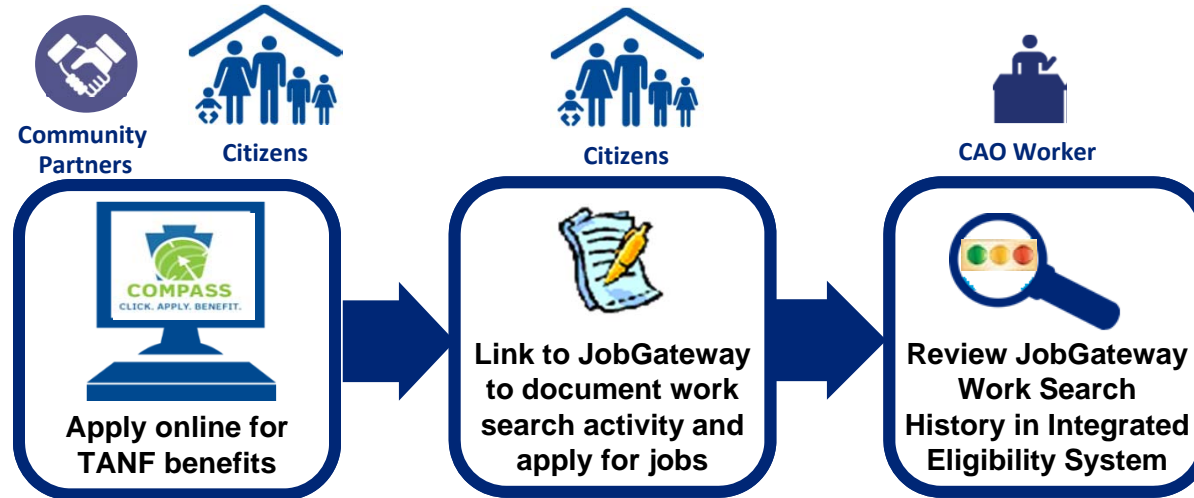 Community
Partners
Citizens
Citizens
CAO Worker
COMPASS
CLICK. APPLY. BENEFIT.
Apply online for
TANF benefits
Link to JobGateway
to document work
search activity and
apply for jobs
Review JobGateway
Work Search
History in Integrated
Eligibility System